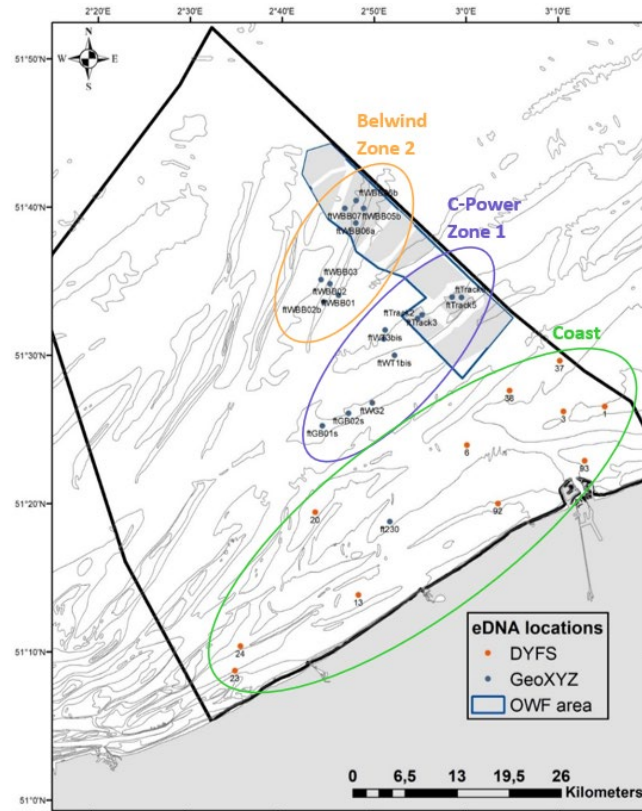 2°20'E 2°30'E 2°40'E 2°50'E 3°0'E 3°10'E
51°50'N
N
W E
S
Belwind
Zone 2
51°40'N
ftWBB07
ftWBB05b
ftWBB06a
C-Power
Zone 1
ftWBB03
ftWBB02
ftWBB02b
ftWBB01
ftTrack5
ftTrack2
ftTrack3
ftWT3bis
Coast
51°30'N
ftWT1bis
37
38
3
1
ftWG2
ftGB02s
ftGB01s
6
93
51°20'N
20
92
ft230
13
eDNA locations
DYFS
GeoXYZ
OWF area
51°10'N
24
23
51°0'N
0 6,5 13 19,5 26
Kilometers